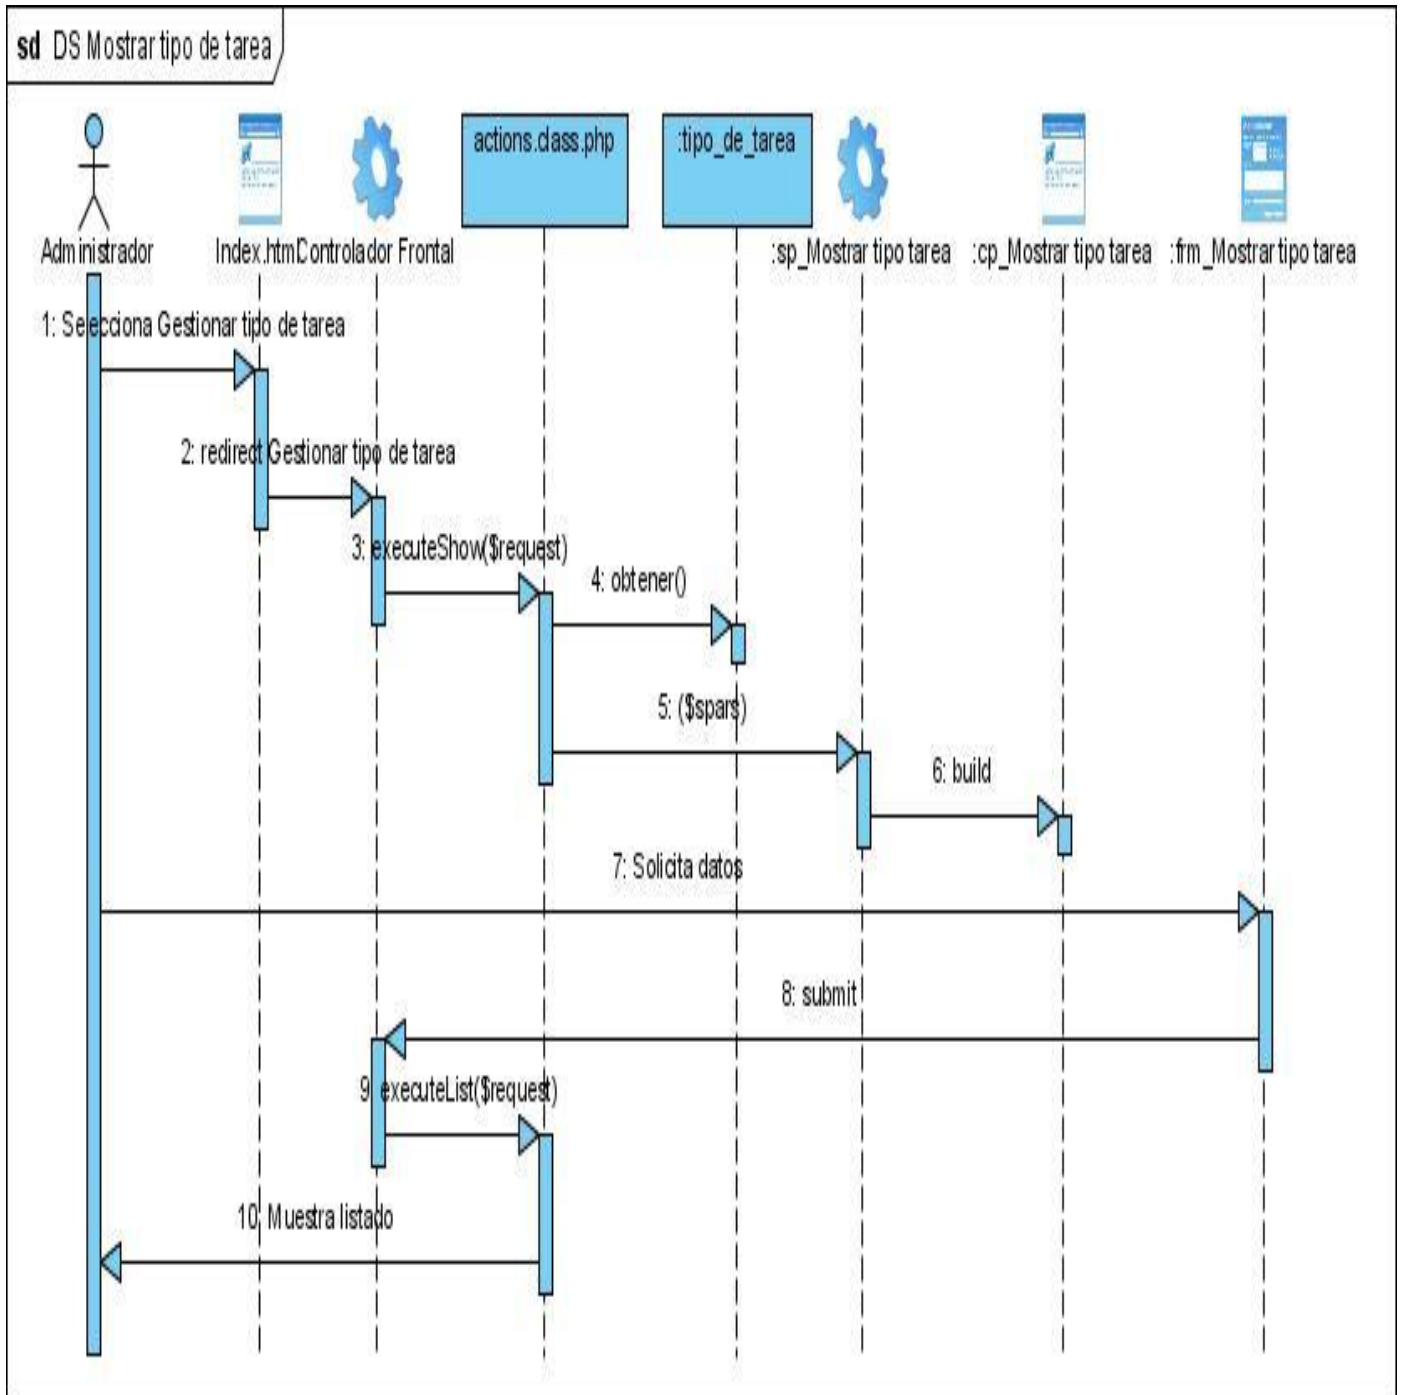 sd DS Mostrar tipo de tarea
actions.class.php
:tipo_de_tarea
Administrador
Index.html
Controlador Frontal
:sp_Mostrar tipo tarea
:cp_Mostrar tipo tarea
:frm_Mostrar tipo tarea
1: Selecciona Gestionar tipo de tarea
2: redirect Gestionar tipo de tarea
3: executeShow($request)
4: obtener()
5: ($spars)
6: build
7: Solicita datos
8: submit
9: executeList($request)
10: Muestra listado